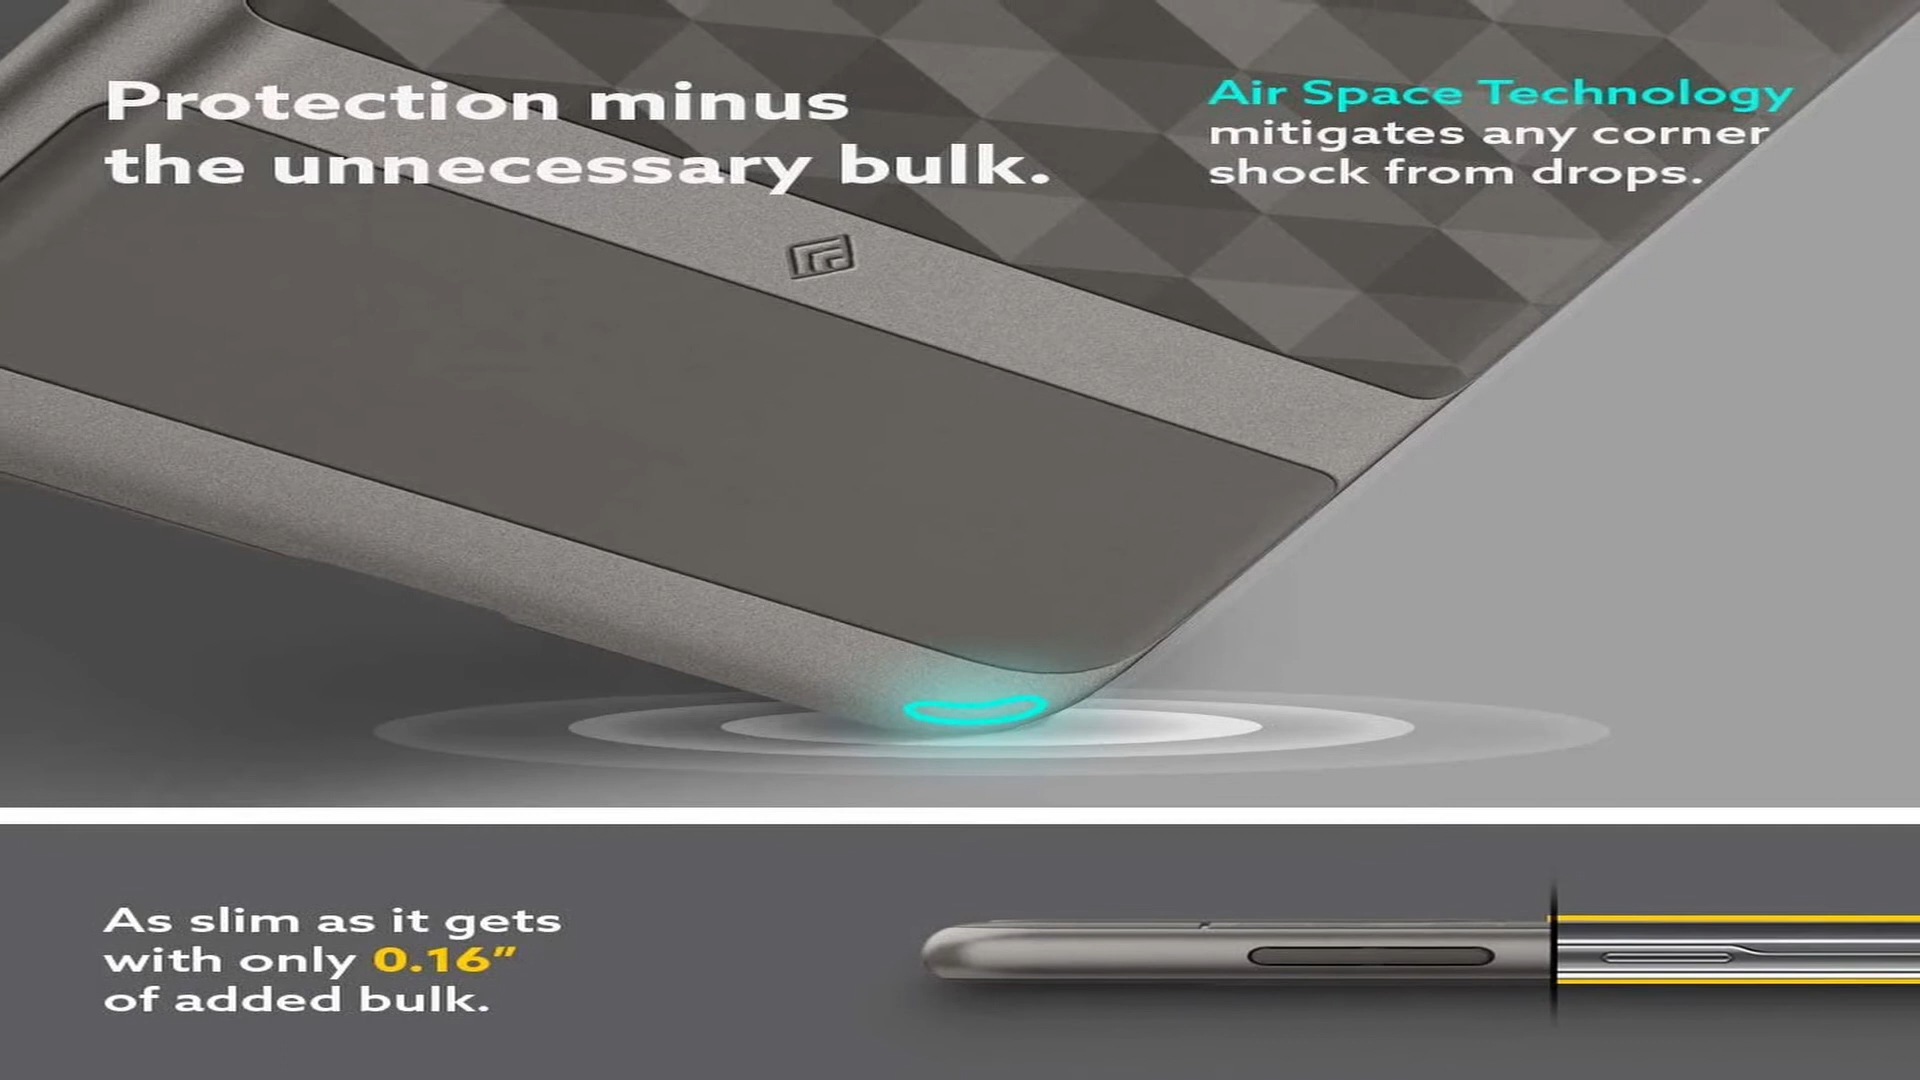 Protection minus
the unnecessary bulk.
Air Space Technology
mitigates any corner
shock from drops.
As slim as it gets
with only 0.16”
of added bulk.